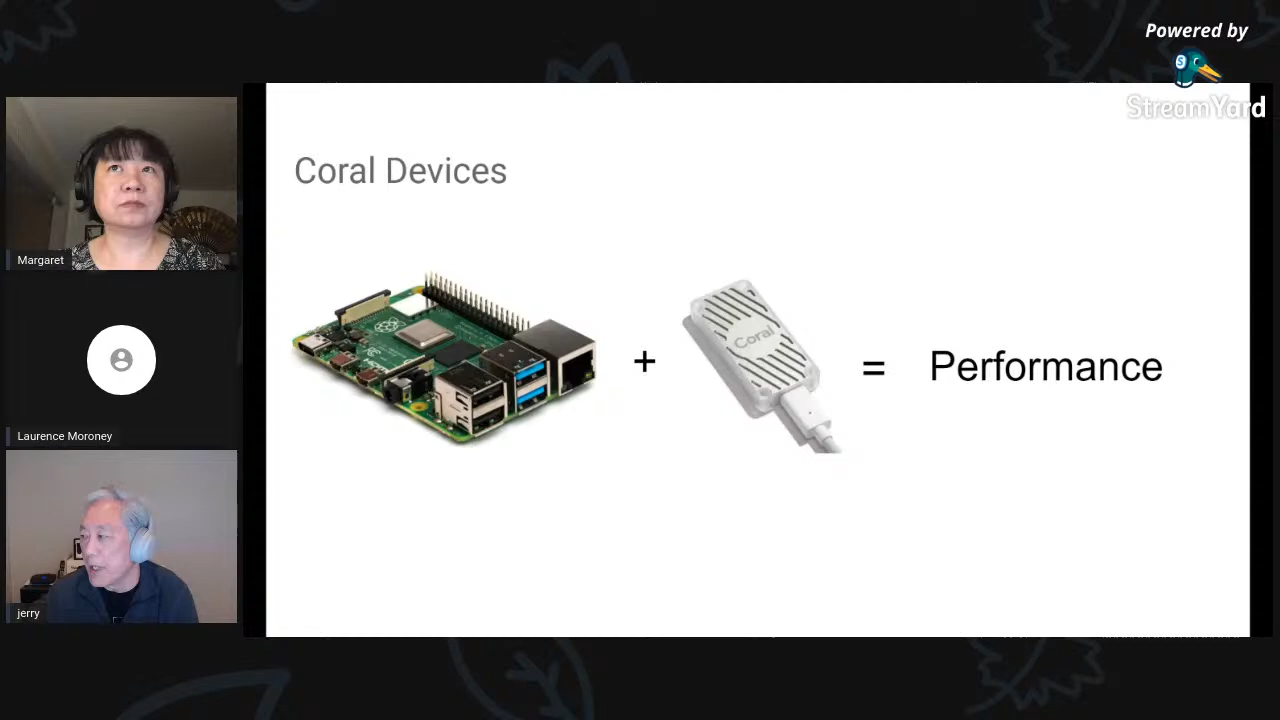 Powered by
StreamYard
Coral Devices
Coral
+
=
Performance
Margaret
Laurence Moroney
jerry